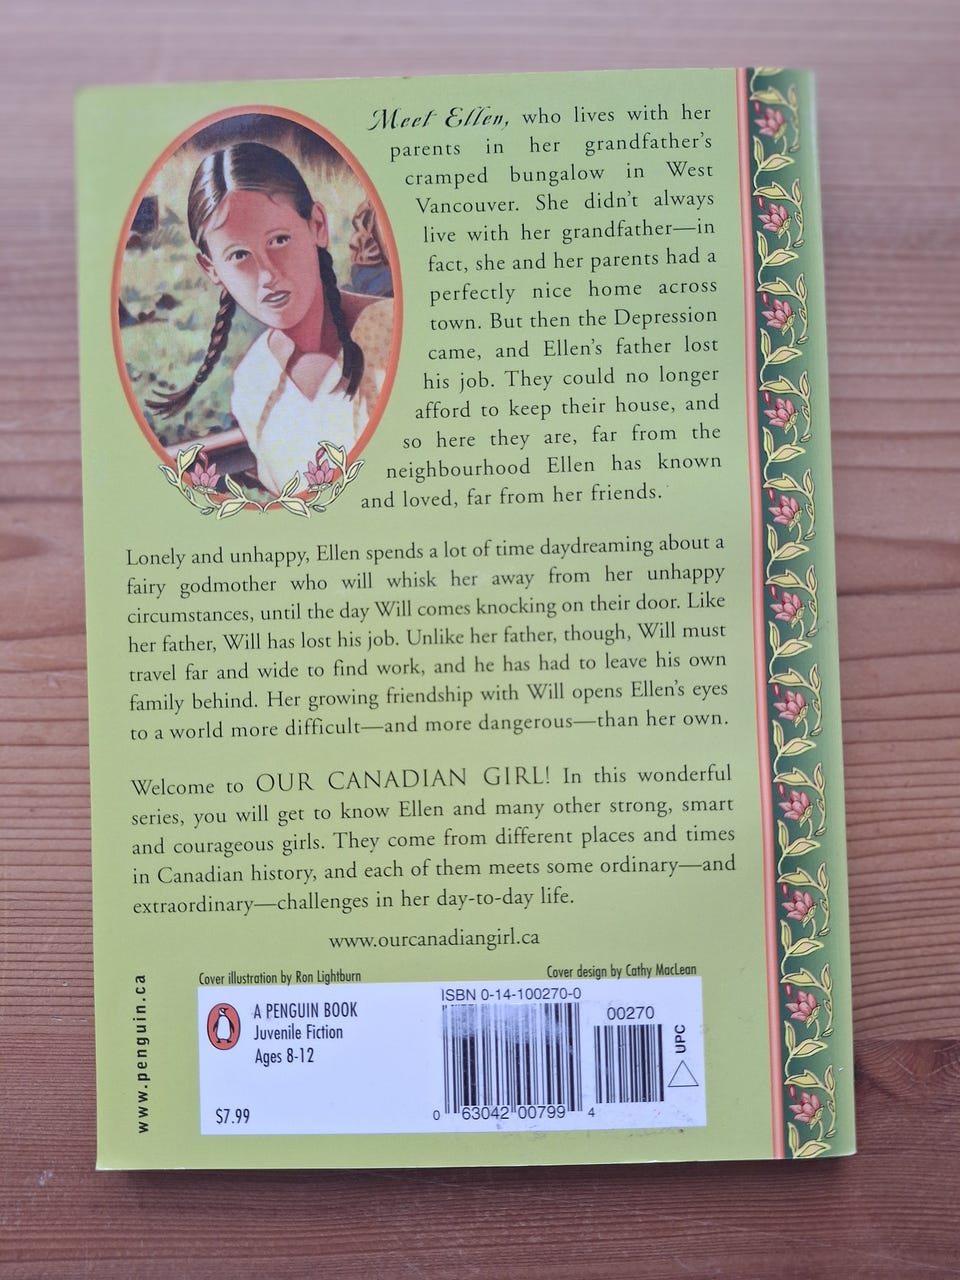 Meet Ellen, who lives with her
parents in her grandfather's
cramped bungalow in West
Vancouver. She didn't always
live with her grandfather—in
fact, she and her parents had a
perfectly nice home across
town. But then the Depression
came, and Ellen's father lost
his job. They could no longer
afford to keep their house, and
so here they are, far from the
neighbourhood Ellen has known
and loved, far from her friends.
Lonely and unhappy, Ellen spends a lot of time daydreaming about a
fairy godmother who will whisk her away from her unhappy
circumstances, until the day Will comes knocking on their door. Like
her father, Will has lost his job. Unlike her father, though, Will must
travel far and wide to find work, and he has had to leave his own
family behind. Her growing friendship with Will opens Ellen's eyes
to a world more difficult—and more dangerous—than her own.
Welcome to OUR CANADIAN GIRL! In this wonderful
series, you will get to know Ellen and many other strong, smart
and courageous girls. They come from different places and times
in Canadian history, and each of them meets some ordinary—and
extraordinary—challenges in her day-to-day life.
www.ourcanadiangirl.ca
Cover illustration by Ron Lightburn
Cover design by Cathy MacLean
www.penguin.ca
A PENGUIN BOOK
Juvenile Fiction
Ages 8-12
$7.99
ISBN 0-14-100270-0
00270
UPC
0 63042 00799 4